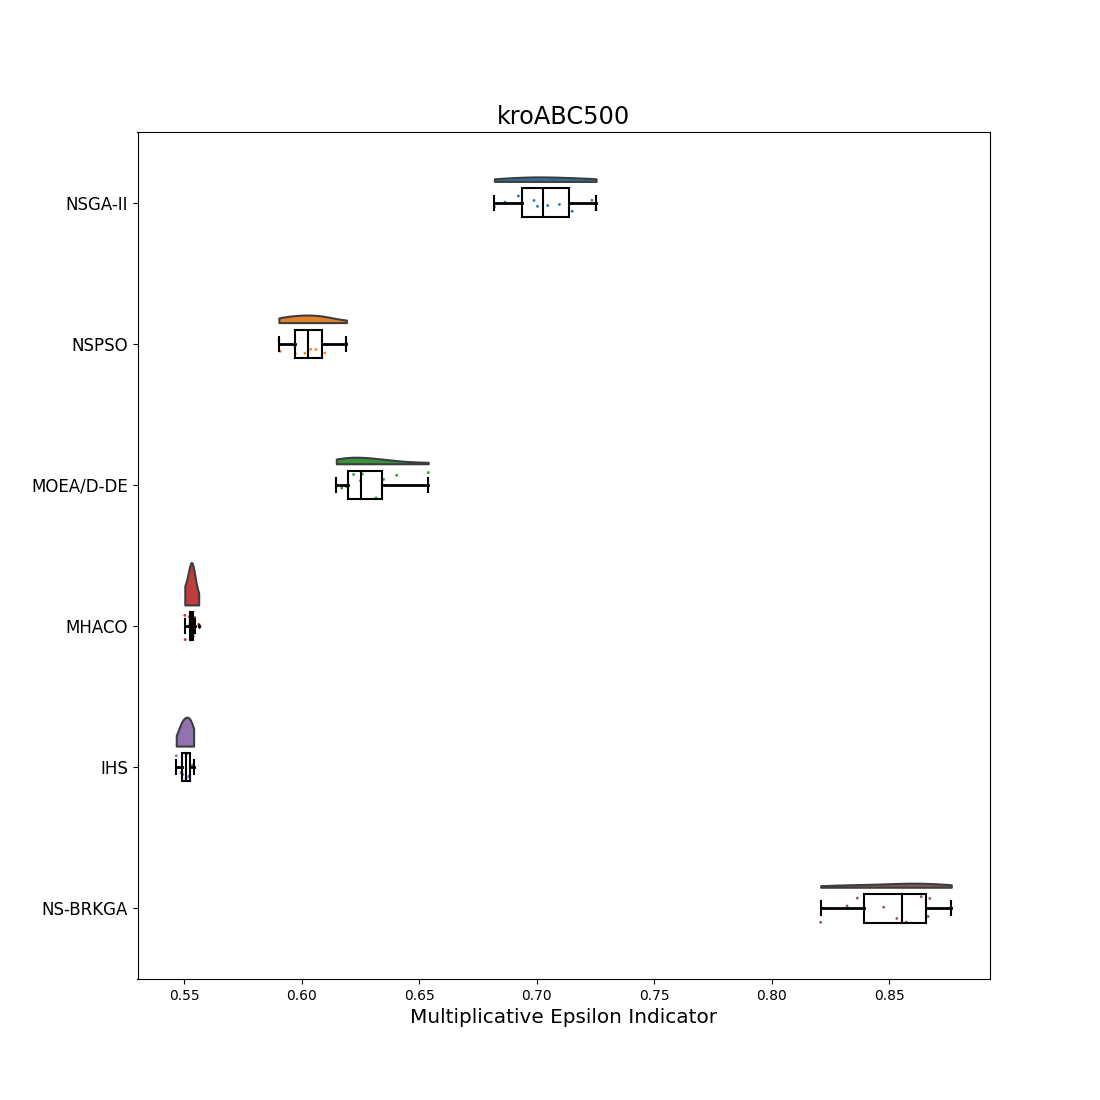 kroABC500
NSGA-II
NSPSO
MOEA/D-DE
MHACO
IHS
NS-BRKGA
0.55 0.60 0.65 0.70 0.75 0.80 0.85
Multiplicative Epsilon Indicator